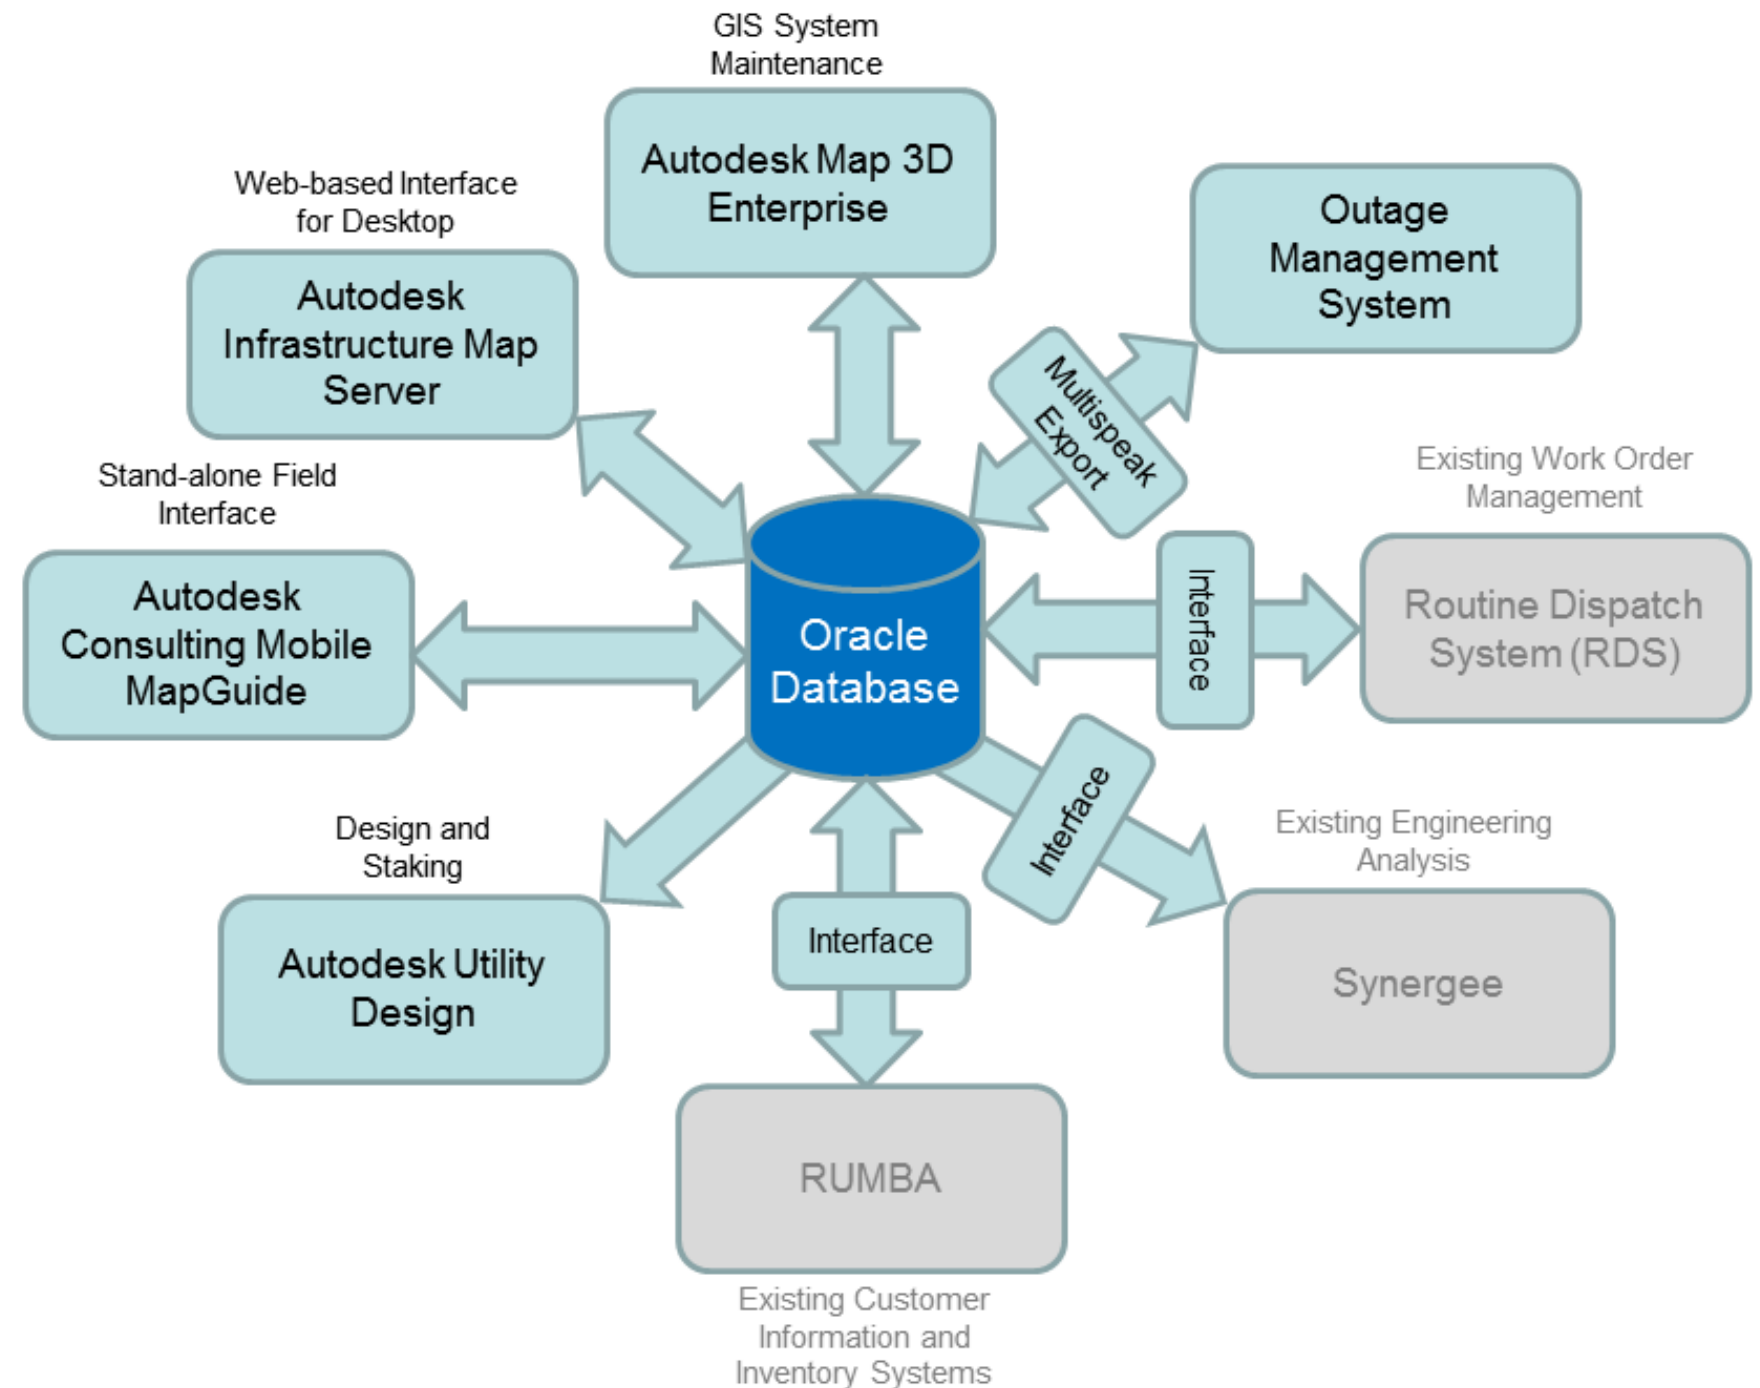 GIS System
Maintenance
Autodesk Map 3D
Enterprise
Web-based Interface
for Desktop
Autodesk
Infrastructure Map
Server
Outage
Management
System
Multispeak
Export
Stand-alone Field
Interface
Autodesk
Consulting Mobile
MapGuide
Oracle
Database
Interface
Existing Work Order
Management
Routine Dispatch
System (RDS)
Design and
Staking
Autodesk Utility
Design
Interface
Interface
Existing Engineering
Analysis
Synergee
RUMBA
Existing Customer
Information and
Inventory Systems